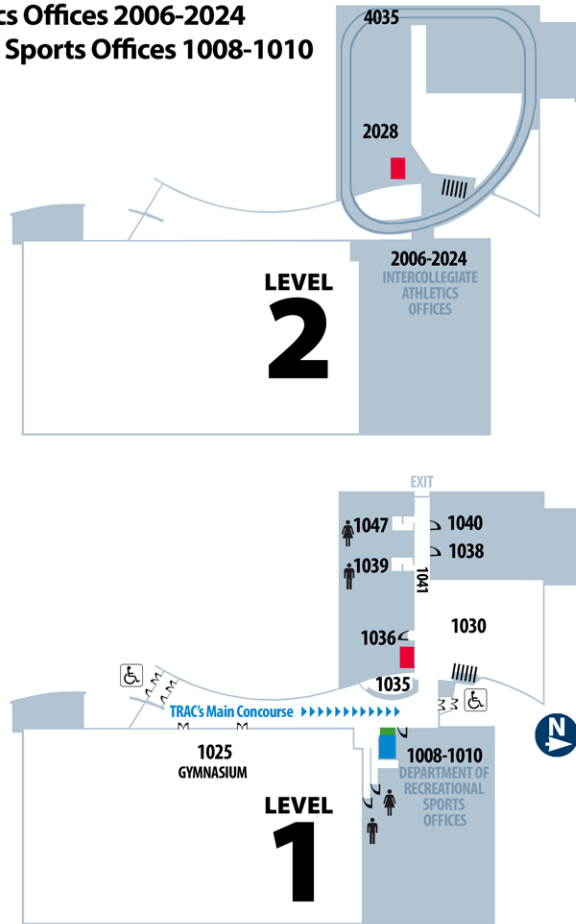 cs Offices 2006-2024
Sports Offices 1008-1010
4035
2028
2006-2024
INTERCOLLEGIATE
ATHLETICS
OFFICES
LEVEL
2
EXIT
1047
1040
1039
1038
1041
1036
1030
1035
TRAC's Main Concourse
N
1025
GYMNASIUM
1008-1010
DEPARTMENT OF
RECREATIONAL
SPORTS
OFFICES
LEVEL
1